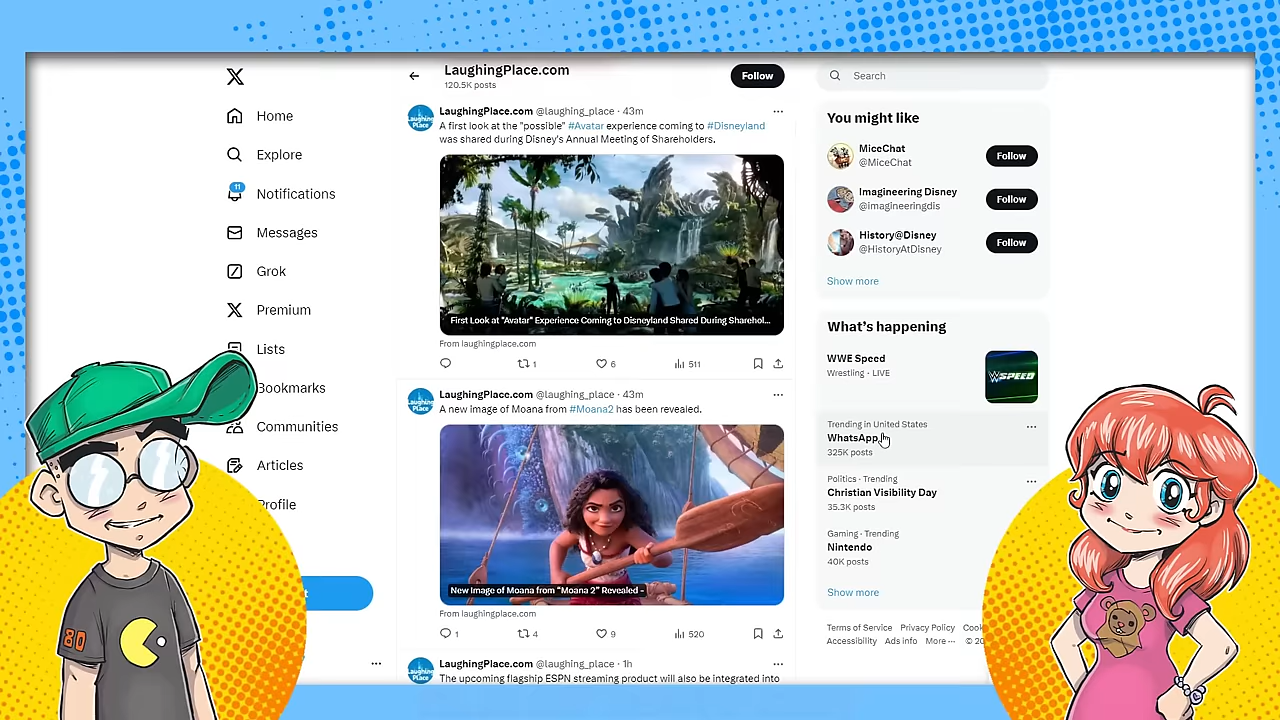 LaughingPlace.com
120.5K posts
Follow
Search
Home
Explore
11
Notifications
Messages
Grok
Premium
Lists
Bookmarks
Communities
Articles
Profile
LaughingPlace.com @laughing_place · 43m
A first look at the "possible" #Avatar experience coming to #Disneyland
was shared during Disney's Annual Meeting of Shareholders.
First Look at "Avatar" Experience Coming to Disneyland Shared During Sharehol...
From laughingplace.com
1
6
511
LaughingPlace.com @laughing_place · 43m
A new image of Moana from #Moana2 has been revealed.
New Image of Moana from "Moana 2" Revealed -
From laughingplace.com
1
4
9
520
LaughingPlace.com @laughing_place · 1h
The upcoming flagship ESPN streaming product will also be integrated into
You might like
MiceChat
@MiceChat
Follow
Imagineering Disney
@imagineeringdis
Follow
History@Disney
@HistoryAtDisney
Follow
Show more
What's happening
WWE Speed
Wrestling · LIVE
SPEED
Trending in United States
WhatsApp
325K posts
Politics · Trending
Christian Visibility Day
35.3K posts
Gaming · Trending
Nintendo
40K posts
Show more
Terms of Service Privacy Policy Cook
Accessibility Ads info More ··· © 20
80